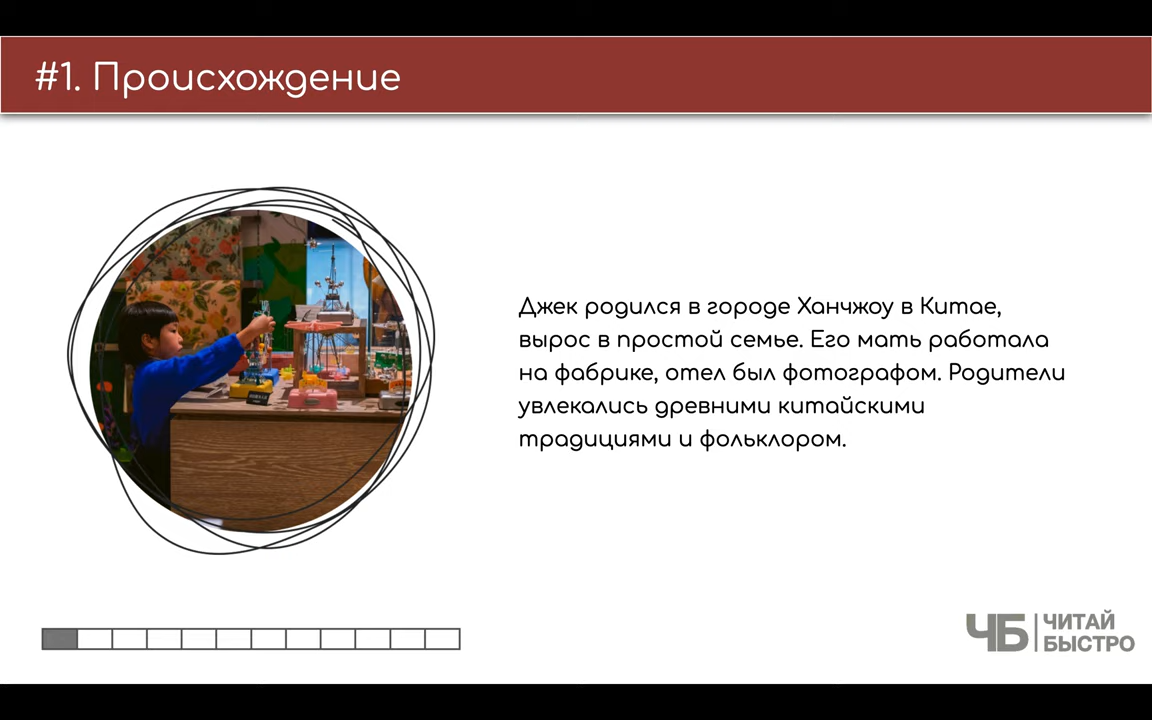 #1. Происхождение
Джек родился в городе Ханчжоу в Китае,
вырос в простой семье. Его мать работала
на фабрике, отел был фотографом. Родители
увлекались древними китайскими
традициями и фольклором.
ЧБ | ЧИТАЙ
БЫСТРО